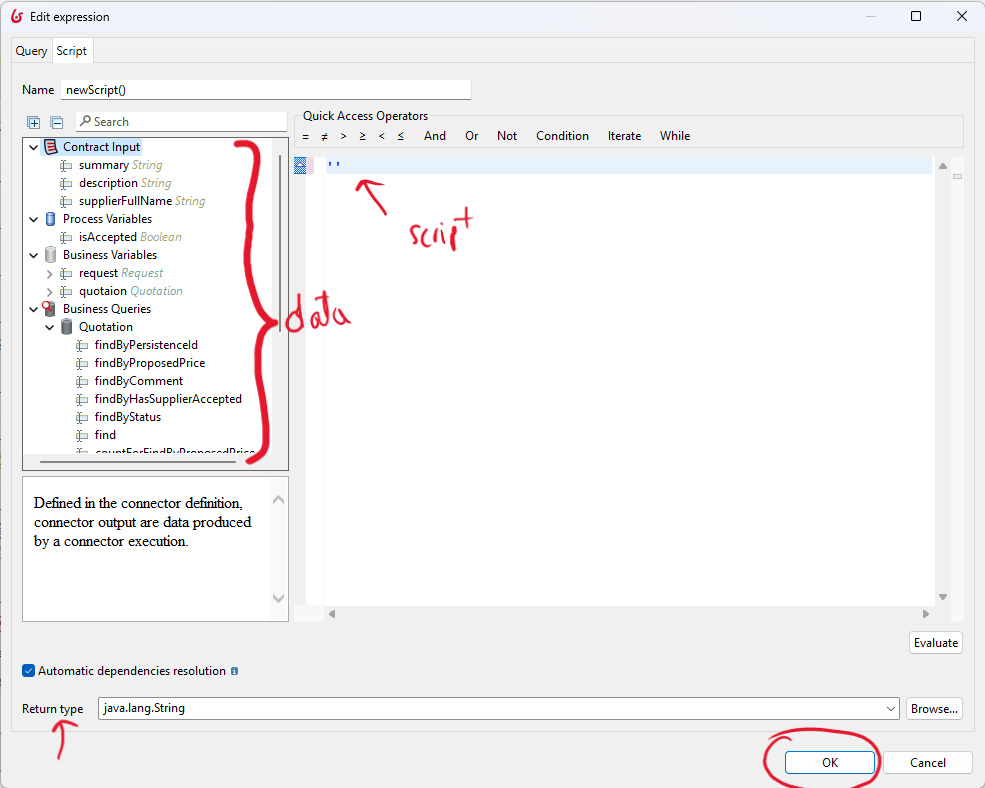 Edit expression
Query Script
Name newScript()
Search
Quick Access Operators
= ≠ > ≥ < ≤ And Or Not Condition Iterate While
Contract Input
summary String
description String
supplierFullName String
Process Variables
isAccepted Boolean
Business Variables
request Request
quotaion Quotation
Business Queries
Quotation
findByPersistenceId
findByProposedPrice
findByComment
findByHasSupplierAccepted
findByStatus
find
countForFindByProposedPrice
data
''
script
Defined in the connector definition,
connector output are data produced
by a connector execution.
Evaluate
Automatic dependencies resolution
Return type java.lang.String Browse...
OK Cancel